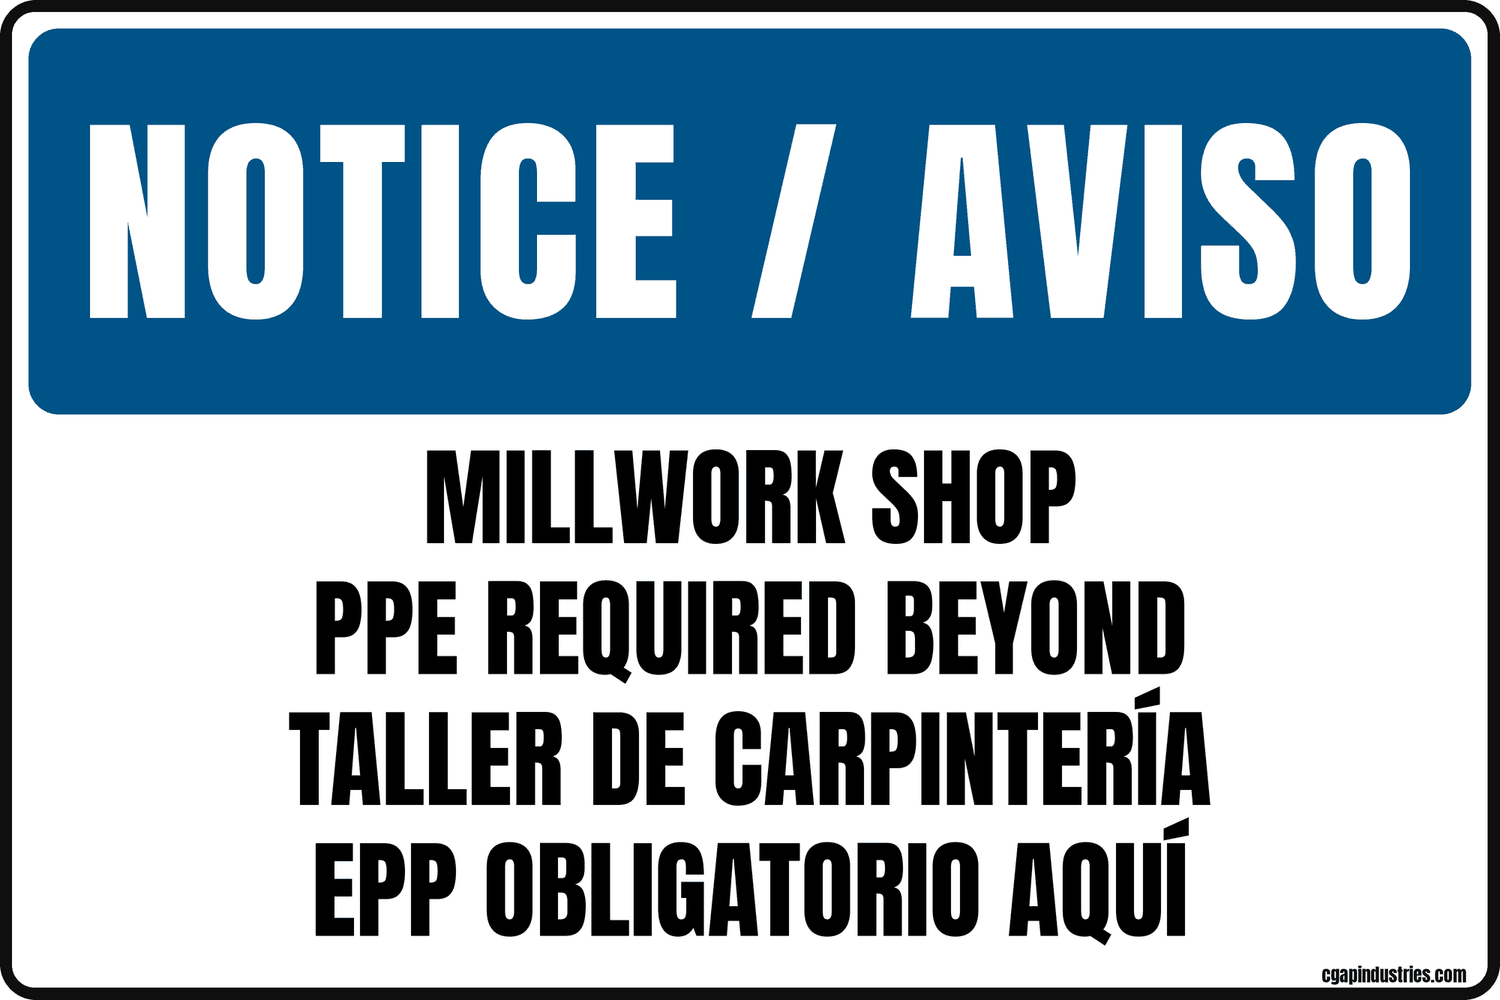 NOTICE / AVISO
MILLWORK SHOP
PPE REQUIRED BEYOND
TALLER DE CARPINTERÍA
EPP OBLIGATORIO AQUÍ
cgapindustries.com